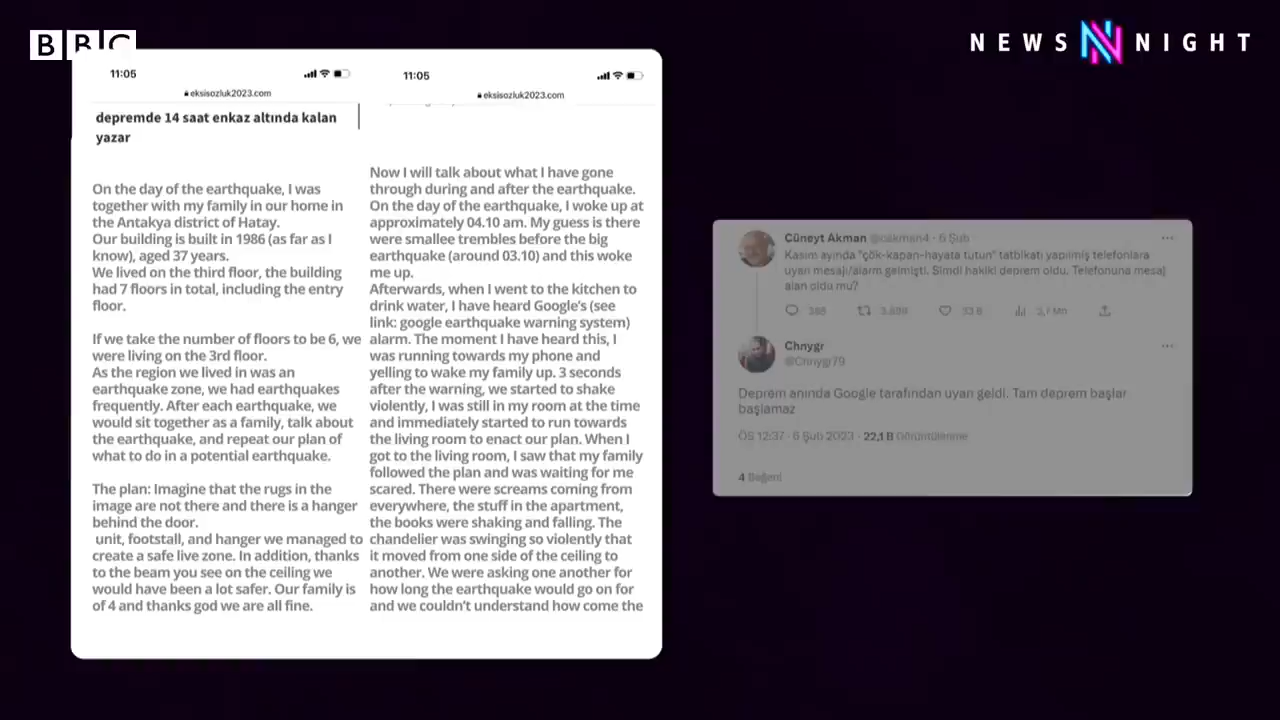 BBC
NEWS NIGHT
11:05
eksisozluk2023.com
depremde 14 saat enkaz altında kalan
yazar
On the day of the earthquake, I was
together with my family in our home in
the Antakya district of Hatay.
Our building is built in 1986 (as far as I
know), aged 37 years.
We lived on the third floor, the building
had 7 floors in total, including the entry
floor.
If we take the number of floors to be 6, we
were living on the 3rd floor.
As the region we lived in was an
earthquake zone, we had earthquakes
frequently. After each earthquake, we
would sit together as a family, talk about
the earthquake, and repeat our plan of
what to do in a potential earthquake.
The plan: Imagine that the rugs in the
image are not there and there is a hanger
behind the door.
unit, footstall, and hanger we managed to
create a safe live zone. In addition, thanks
to the beam you see on the ceiling we
would have been a lot safer. Our family is
of 4 and thanks god we are all fine.
11:05
eksisozluk2023.com
Now I will talk about what I have gone
through during and after the earthquake.
On the day of the earthquake, I woke up at
approximately 04.10 am. My guess is there
were smallee trembles before the big
earthquake (around 03.10) and this woke
me up.
Afterwards, when I went to the kitchen to
drink water, I have heard Google's (see
link: google earthquake warning system)
alarm. The moment I have heard this, I
was running towards my phone and
yelling to wake my family up. 3 seconds
after the warning, we started to shake
violently, I was still in my room at the time
and immediately started to run towards
the living room to enact our plan. When I
got to the living room, I saw that my family
followed the plan and was waiting for me
scared. There were screams coming from
everywhere, the stuff in the apartment,
the books were shaking and falling. The
chandelier was swinging so violently that
it moved from one side of the ceiling to
another. We were asking one another for
how long the earthquake would go on for
and we couldn't understand how come the
Cüneyt Akman @cakman4 · 6 Şub
Kasım ayında "çök-kapan-hayata tutun" tatbikatı yapılmış telefonlara
uyarı mesajı/alarm gelmişti. Şimdi hakiki deprem oldu. Telefonuna mesaj
alan oldu mu?
Chnygr
@Chnygr79
Deprem anında Google tarafından uyarı geldi. Tam deprem başlar
başlamaz
ÖS 12:37 · 6 Şub 2023 · 22,1 B Görüntülenme
4 Beğeni